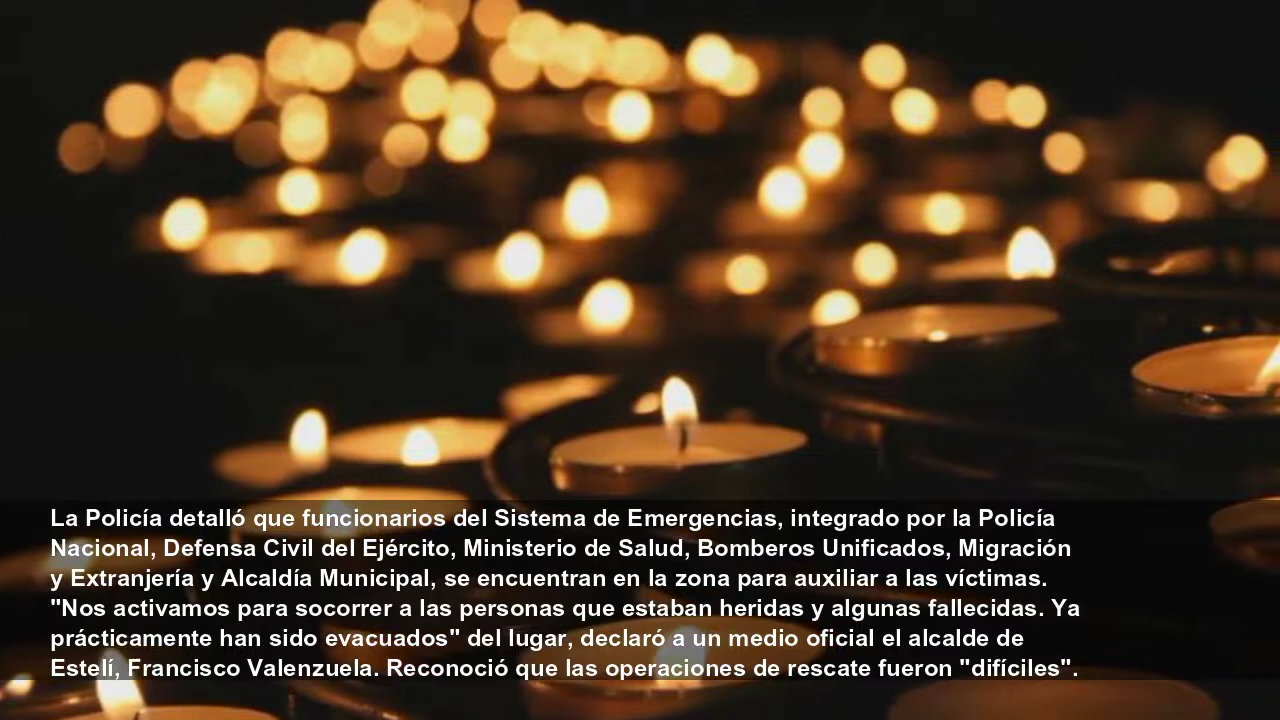 La Policía detalló que funcionarios del Sistema de Emergencias, integrado por la Policía
Nacional, Defensa Civil del Ejército, Ministerio de Salud, Bomberos Unificados, Migración
y Extranjería y Alcaldía Municipal, se encuentran en la zona para auxiliar a las víctimas.
"Nos activamos para socorrer a las personas que estaban heridas y algunas fallecidas. Ya
prácticamente han sido evacuados" del lugar, declaró a un medio oficial el alcalde de
Estelí, Francisco Valenzuela. Reconoció que las operaciones de rescate fueron "difíciles".